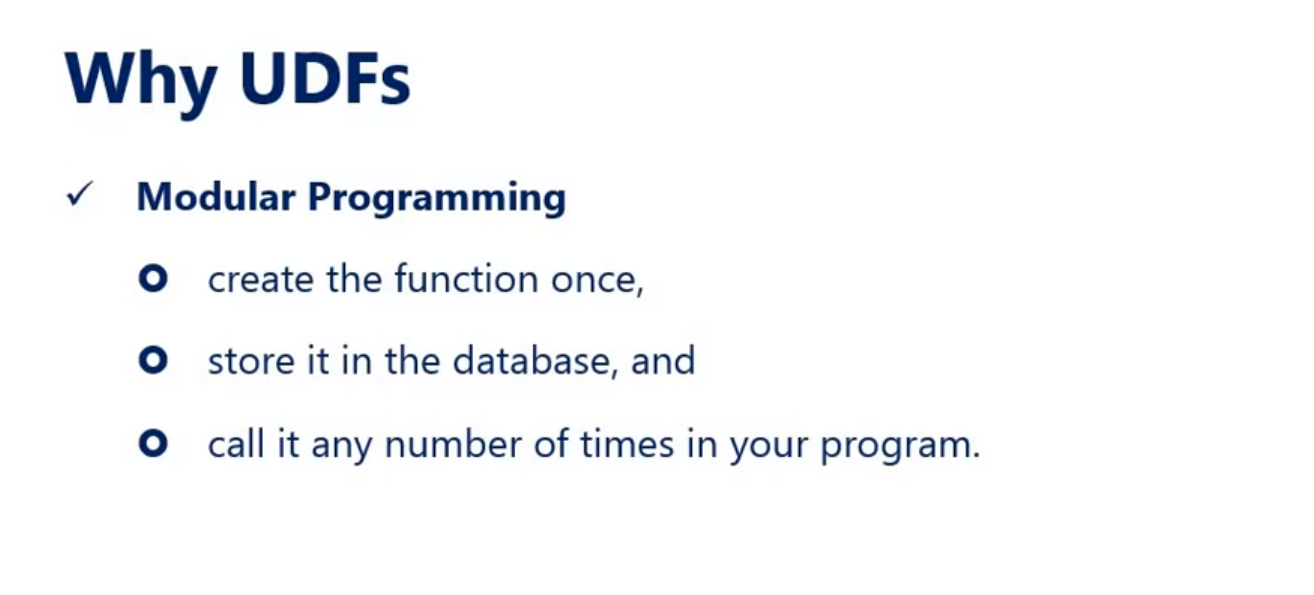 Why UDFs
✓ Modular Programming
create the function once,
store it in the database, and
call it any number of times in your program.